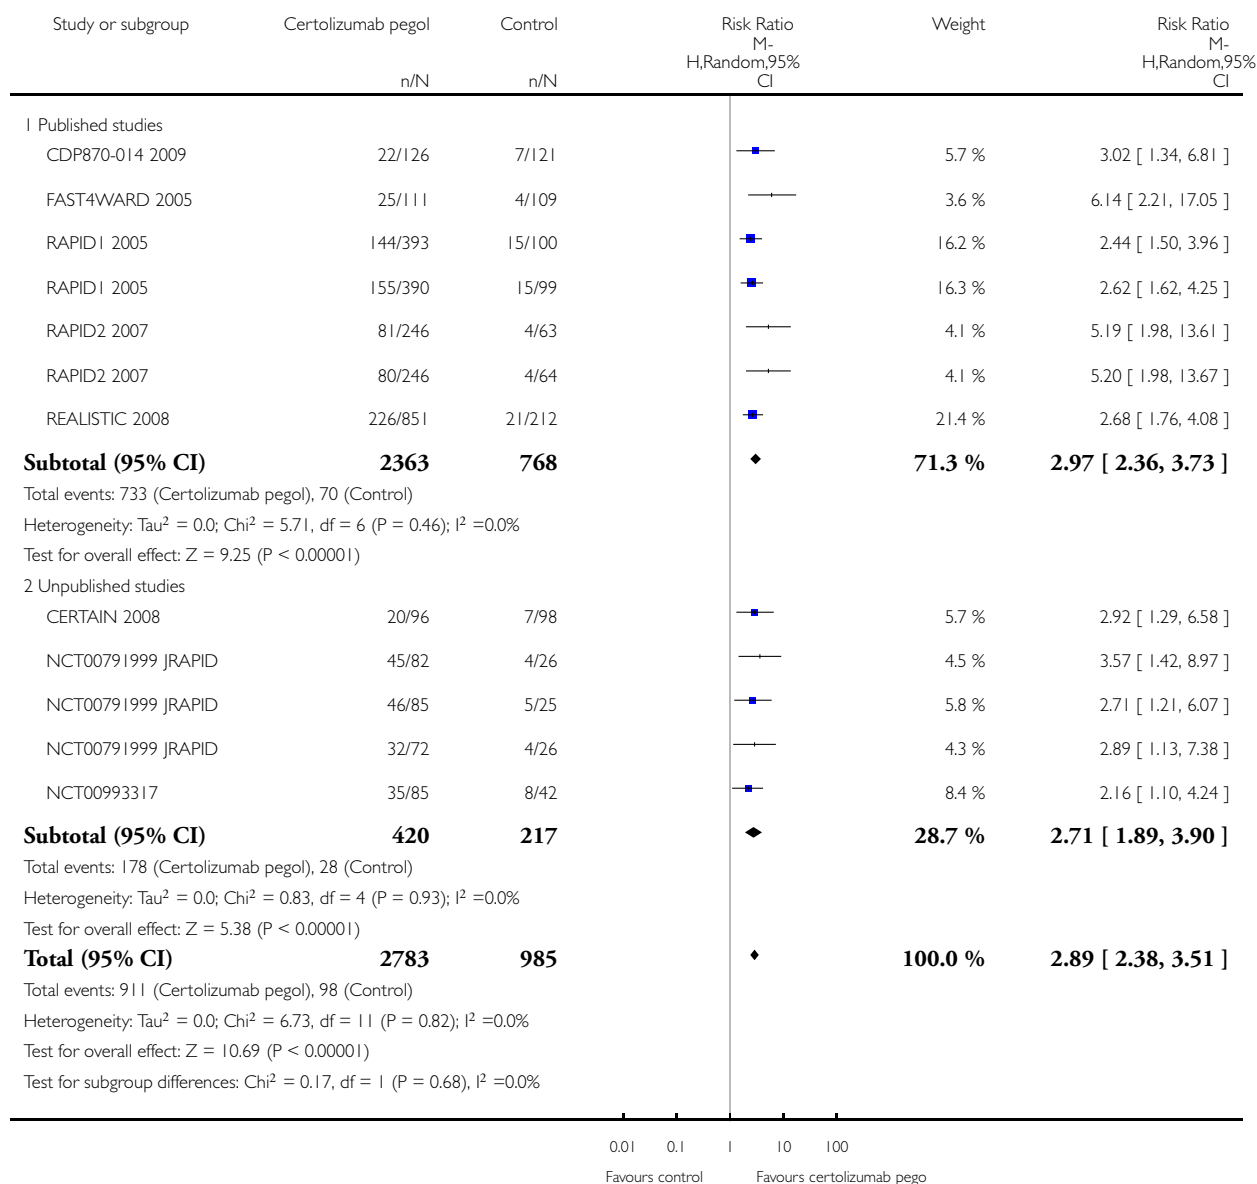 Study or subgroup Certolizumab pegol Control Risk Ratio Weight Risk Ratio
M- M-
H,Random,95% H,Random,95%
n/N n/N CI CI
1 Published studies
CDP870-014 2009 22/126 7/121 5.7 % 3.02 [ 1.34, 6.81 ]
FAST4WARD 2005 25/111 4/109 3.6 % 6.14 [ 2.21, 17.05 ]
RAPID1 2005 144/393 15/100 16.2 % 2.44 [ 1.50, 3.96 ]
RAPID1 2005 155/390 15/99 16.3 % 2.62 [ 1.62, 4.25 ]
RAPID2 2007 81/246 4/63 4.1 % 5.19 [ 1.98, 13.61 ]
RAPID2 2007 80/246 4/64 4.1 % 5.20 [ 1.98, 13.67 ]
REALISTIC 2008 226/851 21/212 21.4 % 2.68 [ 1.76, 4.08 ]
Subtotal (95% CI) 2363 768 71.3 % 2.97 [ 2.36, 3.73 ]
Total events: 733 (Certolizumab pegol), 70 (Control)
Heterogeneity: Tau² = 0.0; Chi² = 5.71, df = 6 (P = 0.46); I² =0.0%
Test for overall effect: Z = 9.25 (P < 0.00001)
2 Unpublished studies
CERTAIN 2008 20/96 7/98 5.7 % 2.92 [ 1.29, 6.58 ]
NCT00791999 JRAPID 45/82 4/26 4.5 % 3.57 [ 1.42, 8.97 ]
NCT00791999 JRAPID 46/85 5/25 5.8 % 2.71 [ 1.21, 6.07 ]
NCT00791999 JRAPID 32/72 4/26 4.3 % 2.89 [ 1.13, 7.38 ]
NCT00993317 35/85 8/42 8.4 % 2.16 [ 1.10, 4.24 ]
Subtotal (95% CI) 420 217 28.7 % 2.71 [ 1.89, 3.90 ]
Total events: 178 (Certolizumab pegol), 28 (Control)
Heterogeneity: Tau² = 0.0; Chi² = 0.83, df = 4 (P = 0.93); I² =0.0%
Test for overall effect: Z = 5.38 (P < 0.00001)
Total (95% CI) 2783 985 100.0 % 2.89 [ 2.38, 3.51 ]
Total events: 911 (Certolizumab pegol), 98 (Control)
Heterogeneity: Tau² = 0.0; Chi² = 6.73, df = 11 (P = 0.82); I² =0.0%
Test for overall effect: Z = 10.69 (P < 0.00001)
Test for subgroup differences: Chi² = 0.17, df = 1 (P = 0.68), I² =0.0%
0.01 0.1 1 10 100
Favours control Favours certolizumab pego